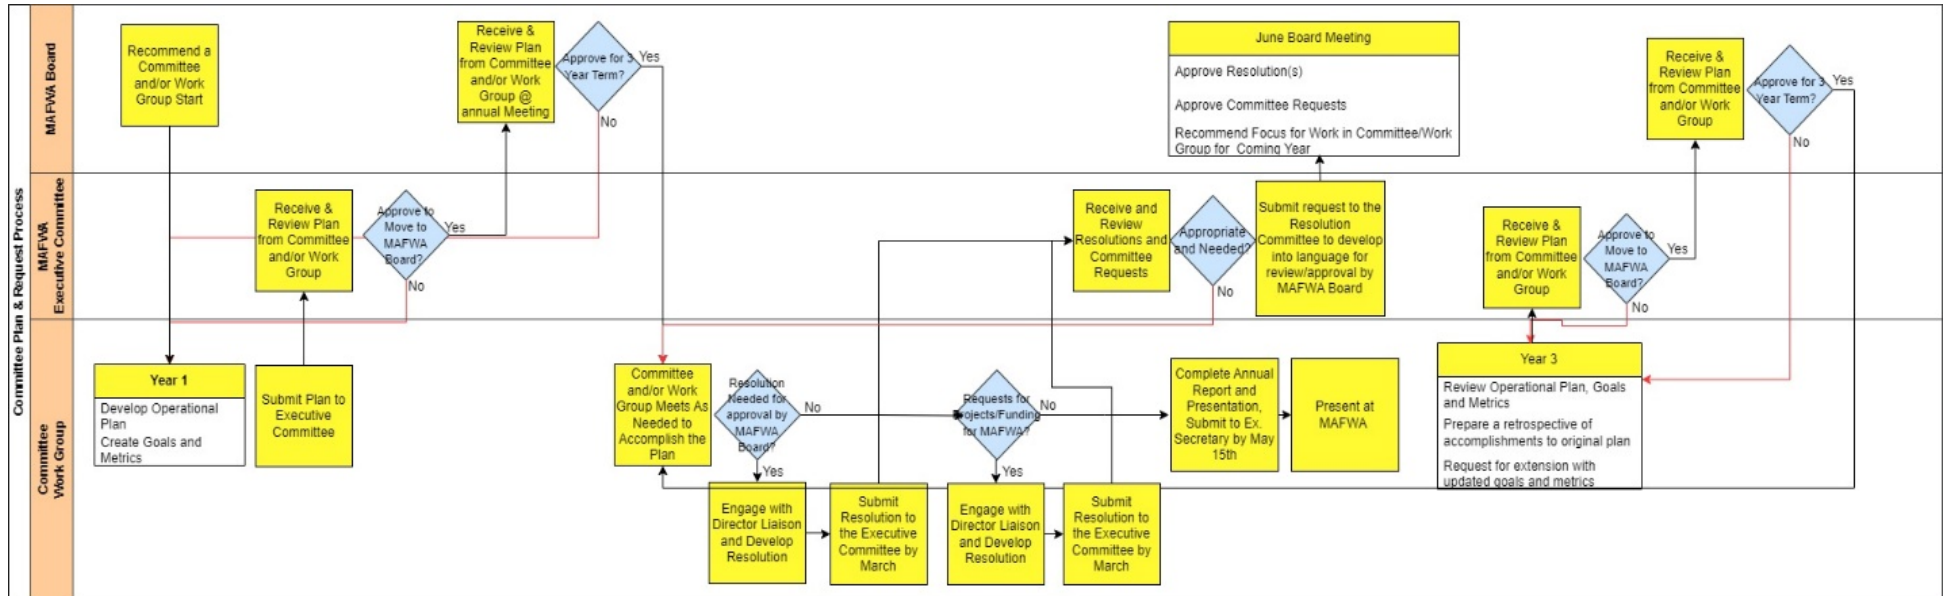 Committee Plan & Request Process
MAFWA Board
Recommend a
Committee
and/or Work
Group Start
Receive &
Review Plan
from Committee
and/or Work
Group @
annual Meeting
Approve for 3
Year Term?
Yes
No
June Board Meeting
Approve Resolution(s)
Approve Committee Requests
Recommend Focus for Work in Committee/Work
Group for Coming Year
Receive &
Review Plan
from Committee
and/or Work
Group
Approve for 3
Year Term?
Yes
No
MAFWA
Executive Committee
Receive &
Review Plan
from Committee
and/or Work
Group
Approve to
Move to
MAFWA
Board?
Yes
No
Receive and
Review
Resolutions and
Committee
Requests
Appropriate
and Needed?
No
Submit request to the
Resolution
Committee to develop
into language for
review/approval by
MAFWA Board
Receive &
Review Plan
from Committee
and/or Work
Group
Approve to
Move to
MAFWA
Board?
Yes
No
Committee
Work Group
Year 1
Develop Operational
Plan
Create Goals and
Metrics
Submit Plan to
Executive
Committee
Committee
and/or Work
Group Meets As
Needed to
Accomplish the
Plan
Resolution
Needed for
approval by
MAFWA
Board?
No
Yes
Engage with
Director Liaison
and Develop
Resolution
Submit
Resolution to
the Executive
Committee by
March
Requests for
Projects/Funding
for MAFWA?
No
Yes
Engage with
Director Liaison
and Develop
Resolution
Submit
Resolution to
the Executive
Committee by
March
Complete Annual
Report and
Presentation,
Submit to Ex.
Secretary by May
15th
Present at
MAFWA
Year 3
Review Operational Plan, Goals
and Metrics
Prepare a retrospective of
accomplishments to original plan
Request for extension with
updated goals and metrics